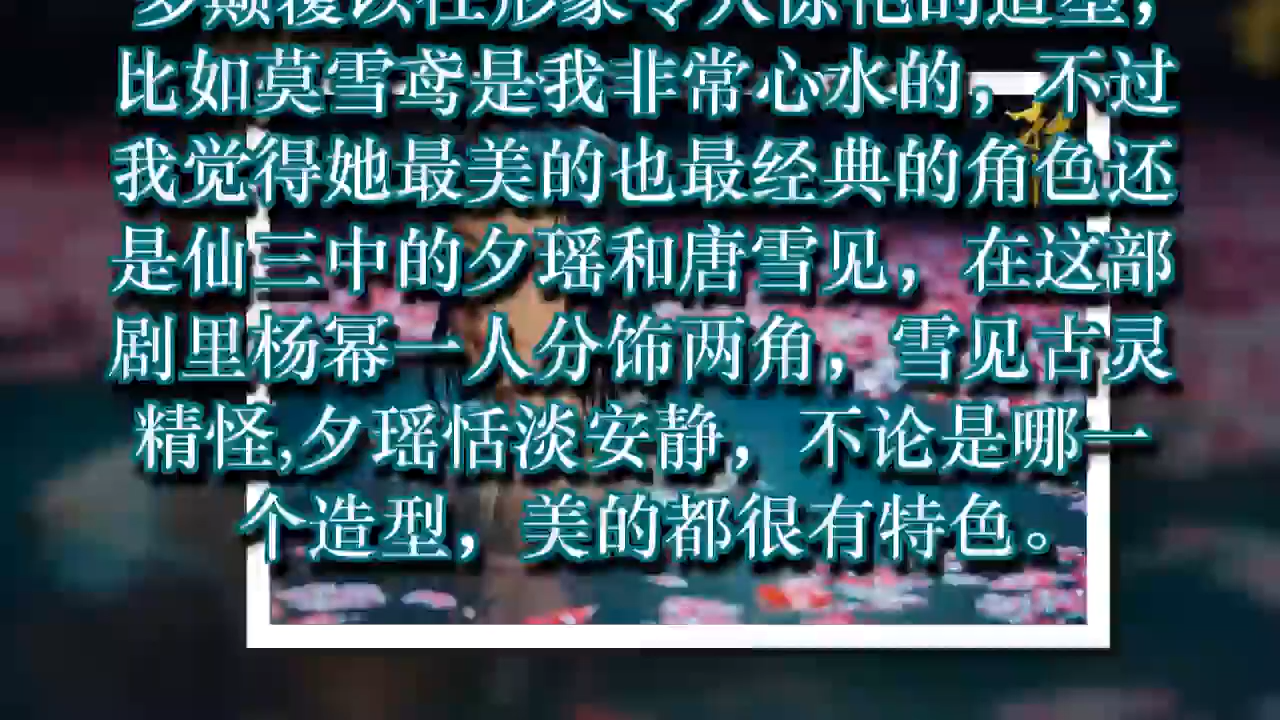 比如莫雪鸢是我非常心水的，不过
我觉得她最美的也最经典的角色还
是仙三中的夕瑶和唐雪见，在这部
剧里杨幂一人分饰两角，雪见古灵
精怪,夕瑶恬淡安静，不论是哪一
个造型，美的都很有特色。